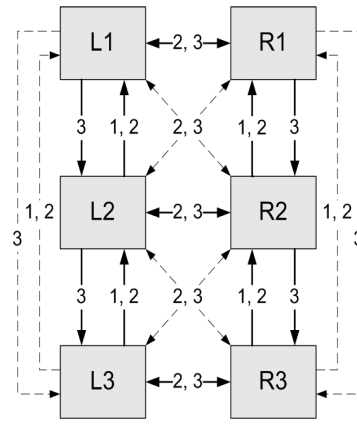 L1 2, 3 R1
3 1, 2 2, 3 1, 2 3
3 1, 2 L2 2, 3 R2 1, 2 3
3 1, 2 2, 3 1, 2 3
L3 2, 3 R3